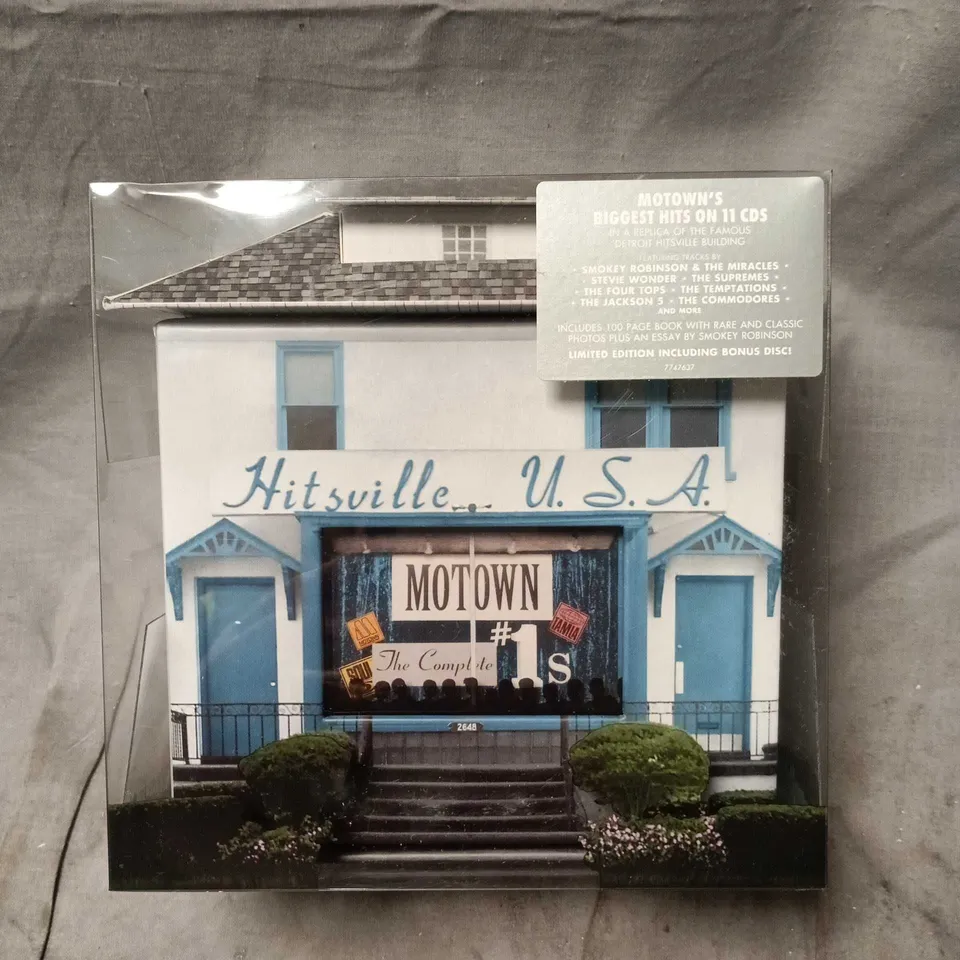 MOTOWN'S
BIGGEST HITS ON 11 CDS
IN A REPLICA OF THE FAMOUS
DETROIT HITSVILLE BUILDING
FEATURING TRACKS BY
• SMOKEY ROBINSON & THE MIRACLES •
• STEVIE WONDER • THE SUPREMES •
• THE FOUR TOPS • THE TEMPTATIONS •
• THE JACKSON 5 • THE COMMODORES •
AND MORE
INCLUDES 100 PAGE BOOK WITH RARE AND CLASSIC
PHOTOS PLUS AN ESSAY BY SMOKEY ROBINSON
LIMITED EDITION INCLUDING BONUS DISC!
7747637
Hitsville U.S.A.
MOTOWN
TAMLA
SOUL
The Complete #1s
2648